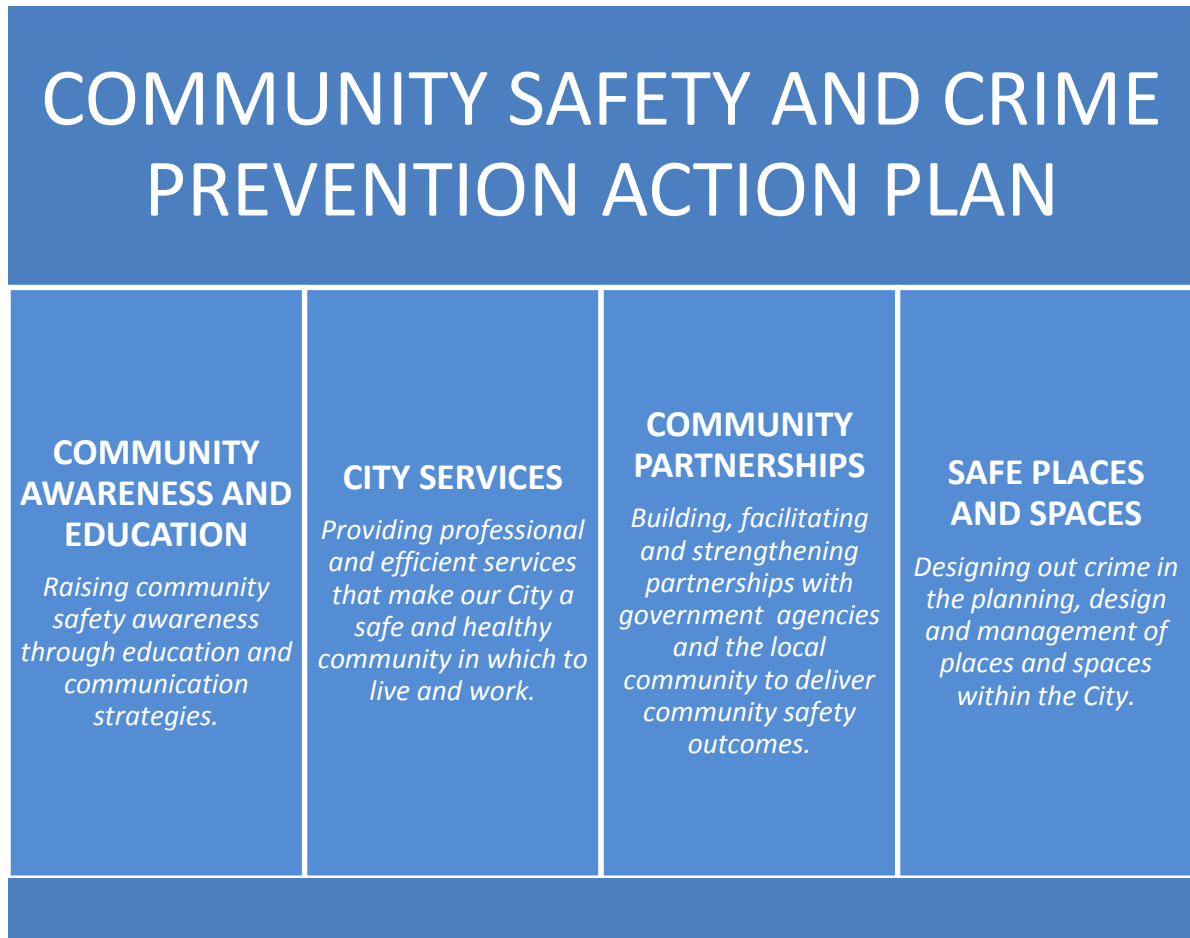 COMMUNITY SAFETY AND CRIME
PREVENTION ACTION PLAN
COMMUNITY
AWARENESS AND
EDUCATION
Raising community
safety awareness
through education and
communication
strategies.
CITY SERVICES
Providing professional
and efficient services
that make our City a
safe and healthy
community in which to
live and work.
COMMUNITY
PARTNERSHIPS
Building, facilitating
and strengthening
partnerships with
government agencies
and the local
community to deliver
community safety
outcomes.
SAFE PLACES
AND SPACES
Designing out crime in
the planning, design
and management of
places and spaces
within the City.